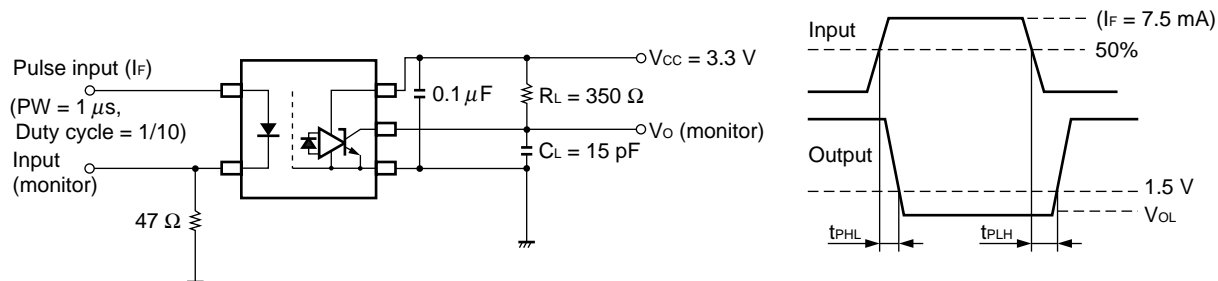 Pulse input (IF)
(PW = 1 μs,
Duty cycle = 1/10)
Input
(monitor)
47 Ω
0.1 μF
VCC = 3.3 V
RL = 350 Ω
VO (monitor)
CL = 15 pF
Input
(IF = 7.5 mA)
50%
Output
1.5 V
VOL
tPHL
tPLH